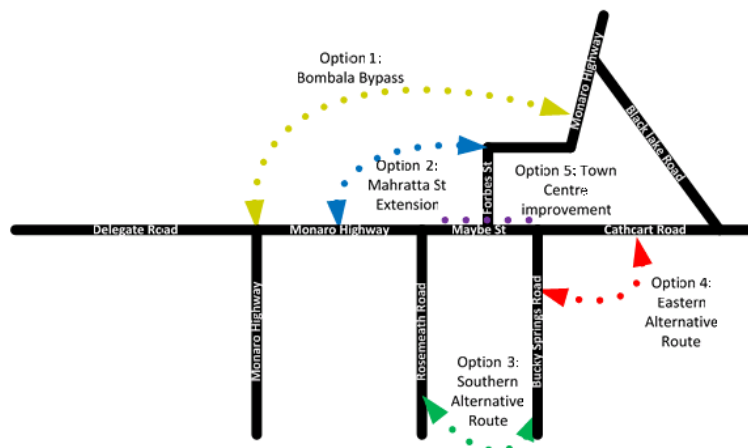 Option 1:
Bombala Bypass
Monaro Highway
Black lake Road
Option 2:
Mahratta St
Extension
Forbes St
Option 5: Town
Centre
improvement
Delegate Road
Monaro Highway
Maybe St
Cathcart Road
Monaro Highway
Rosemeath Road
Bucky Springs Road
Option 4:
Eastern
Alternative
Route
Option 3:
Southern
Alternative
Route